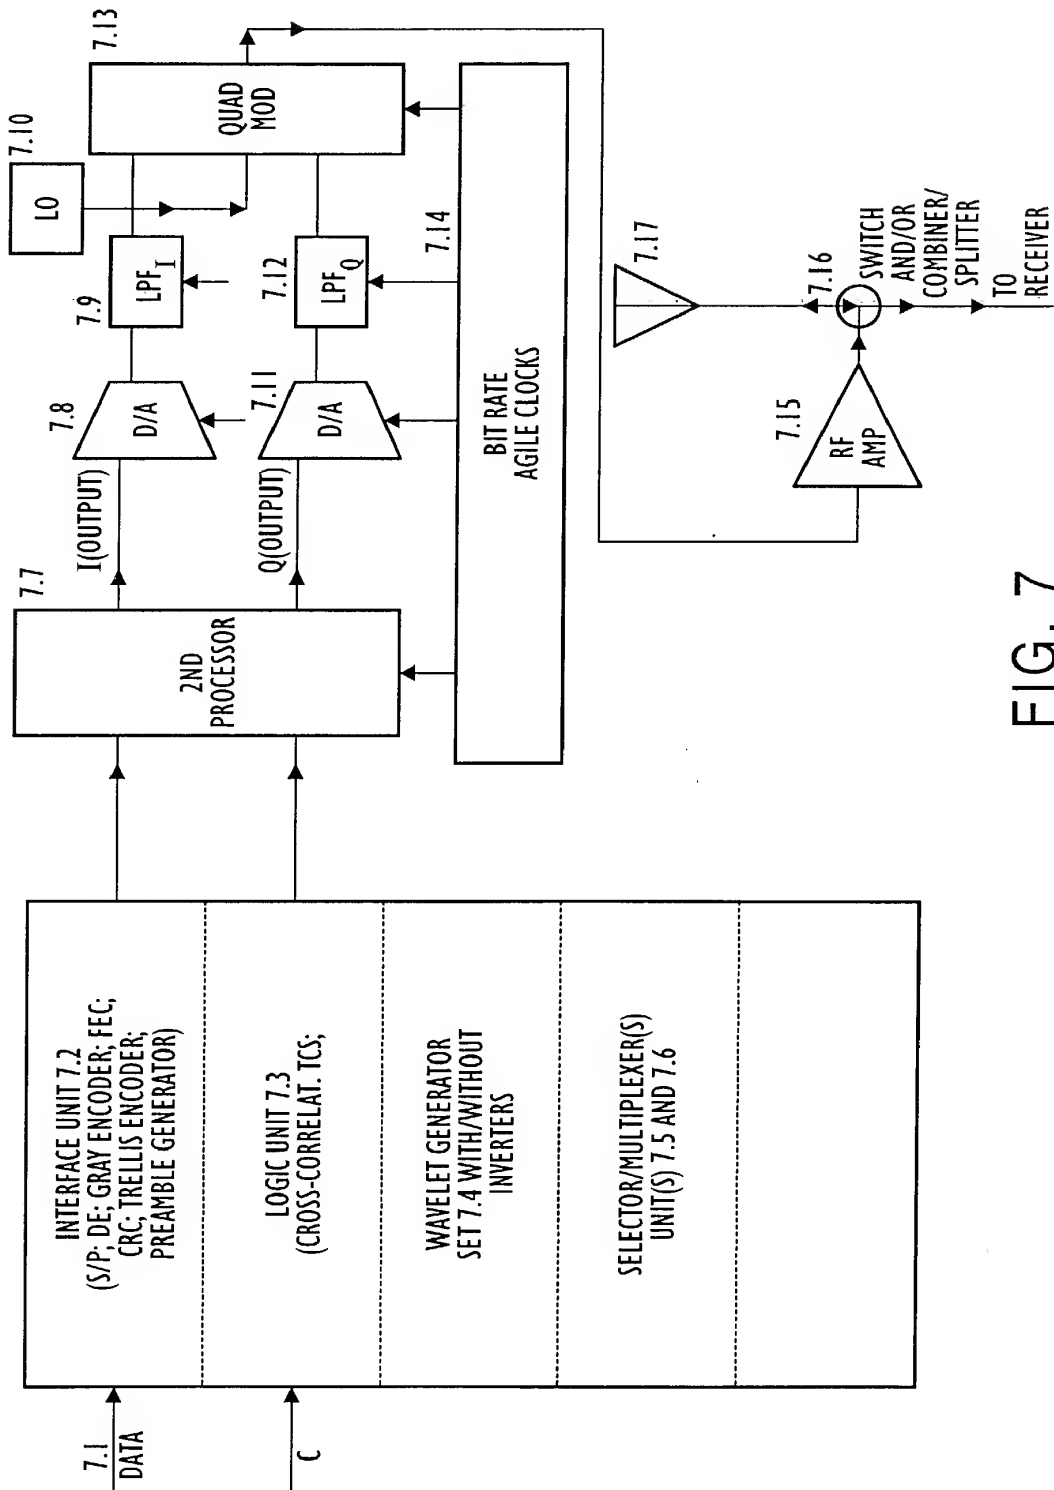 7.1
DATA
C
INTERFACE UNIT 7.2
(S/P; DE; GRAY ENCODER; FEC;
CRC; TRELLIS ENCODER;
PREAMBLE GENERATOR)
LOGIC UNIT 7.3
(CROSS-CORRELAT. TCS;
WAVELET GENERATOR
SET 7.4 WITH/WITHOUT
INVERTERS
SELECTOR/MULTIPLEXER(S)
UNIT(S) 7.5 AND 7.6
7.7
2ND
PROCESSOR
I(OUTPUT)
Q(OUTPUT)
7.8
D/A
7.11
D/A
7.9
LPF I
7.12
LPF Q
7.10
LO
7.13
QUAD
MOD
7.14
BIT RATE
AGILE CLOCKS
7.15
RF
AMP
7.16
SWITCH
AND/OR
COMBINER/
SPLITTER
7.17
TO
RECEIVER
FIG. 7